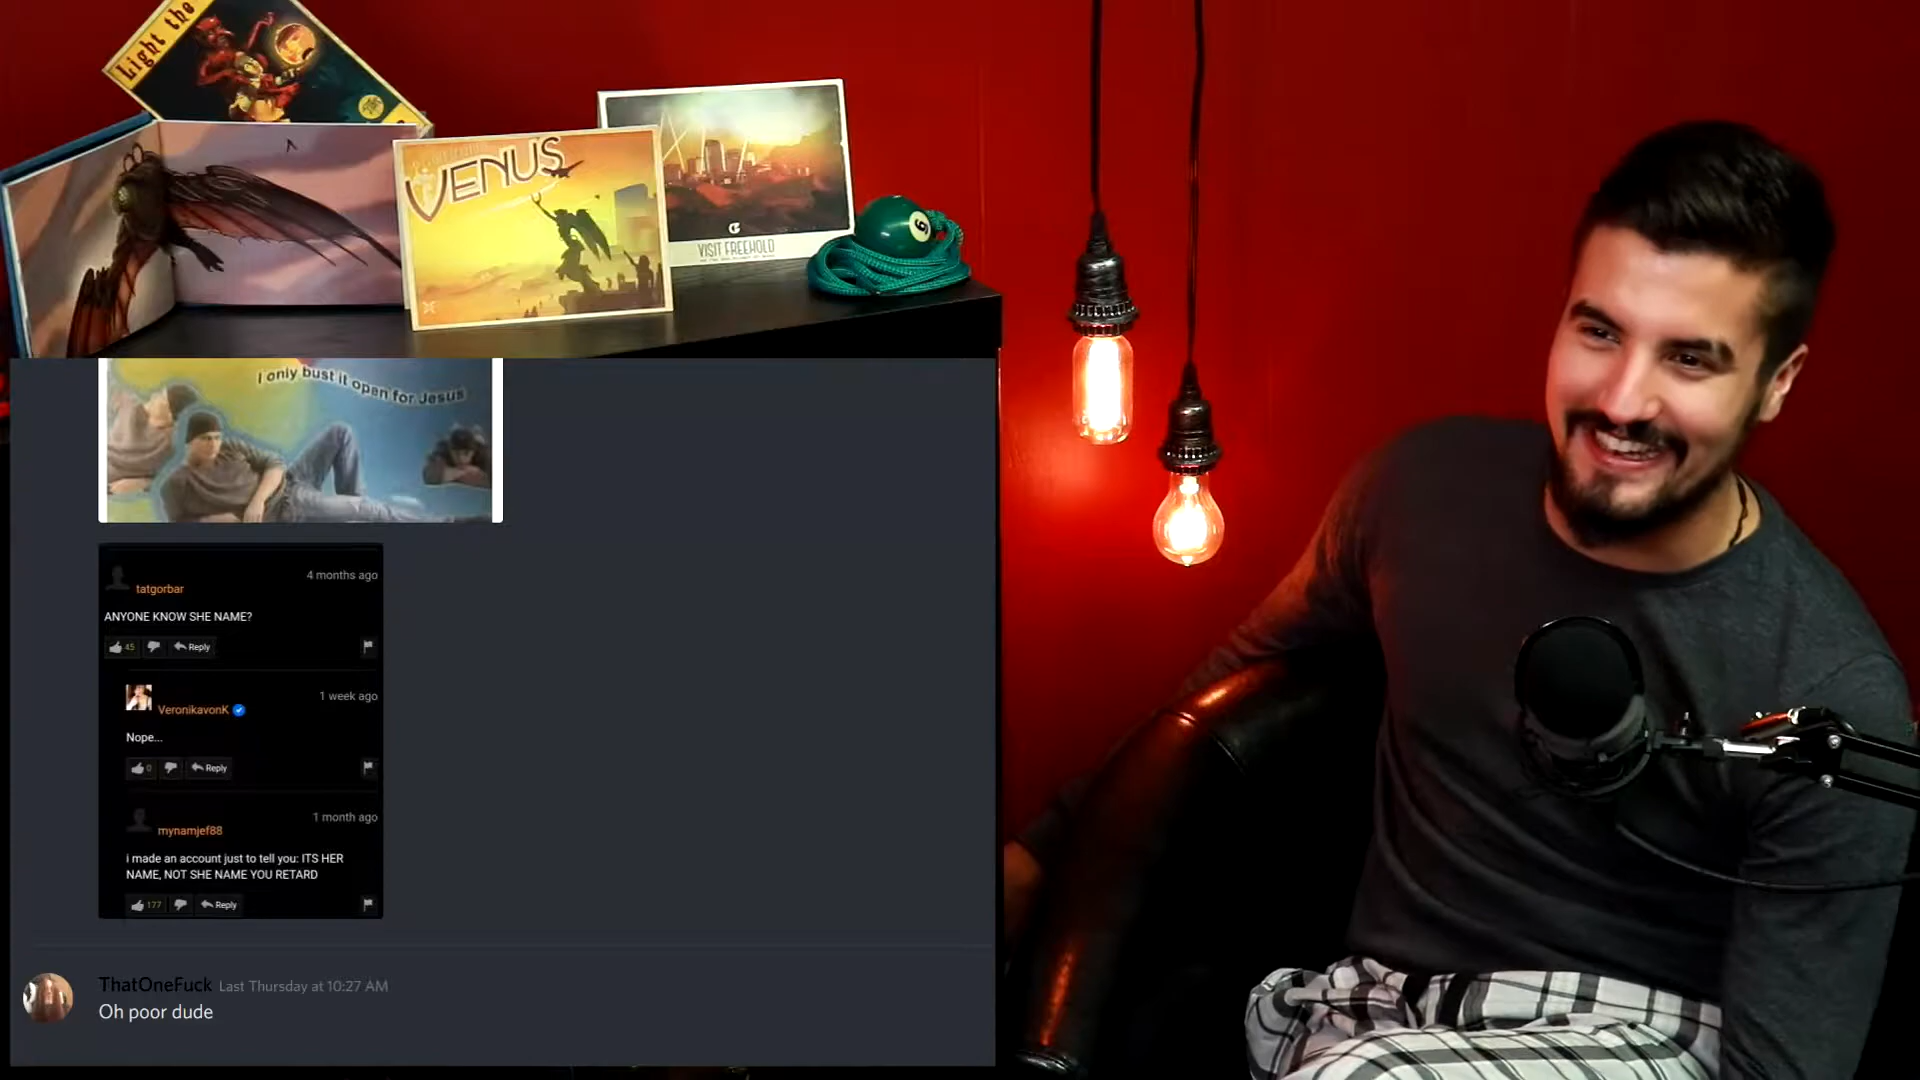 Light the
VENUS
VISIT FREEHOLD
6
I only bust it open for Jesus
4 months ago
tatgorbar
ANYONE KNOW SHE NAME?
45
Reply
1 week ago
VeronikavonK
Nope...
0
Reply
1 month ago
mynamjef88
i made an account just to tell you: ITS HER
NAME, NOT SHE NAME YOU RETARD
177
Reply
ThatOneFuck Last Thursday at 10:27 AM
Oh poor dude